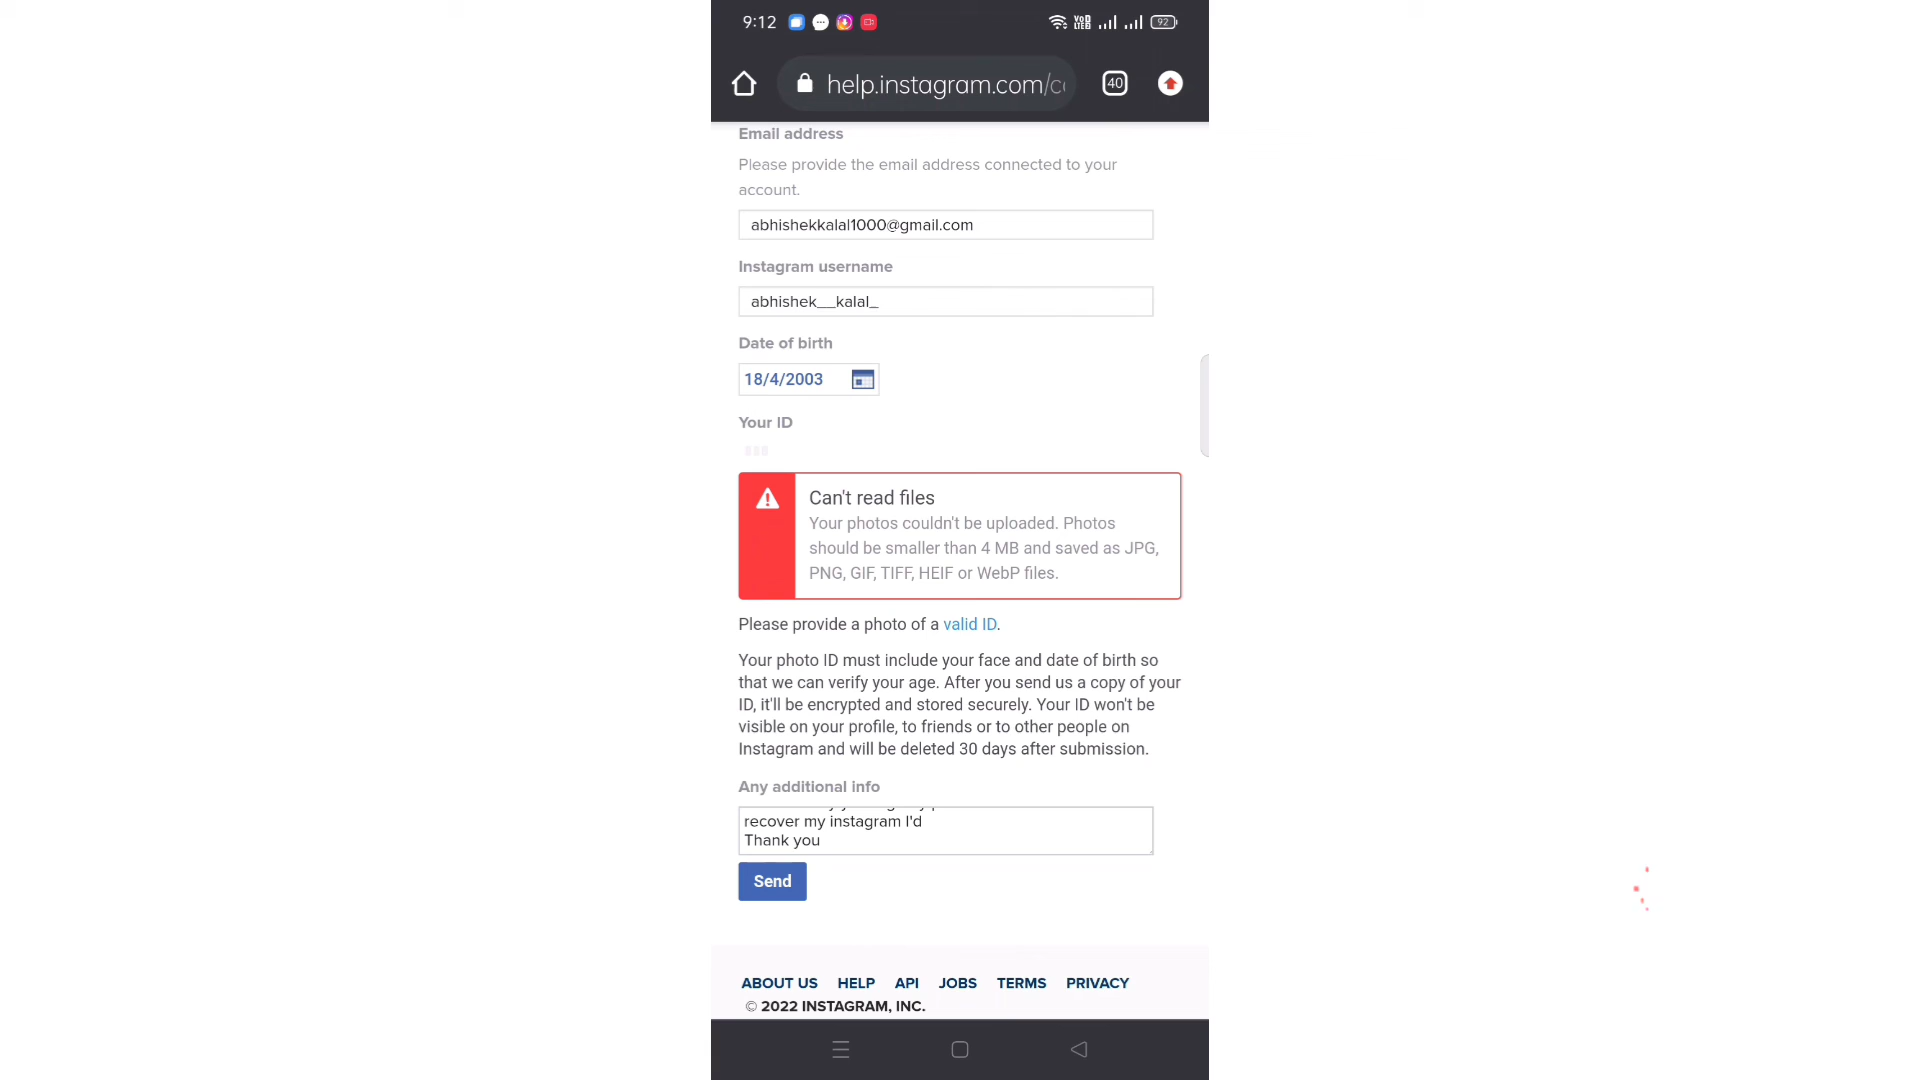 9:12
VoD LTE2
92
help.instagram.com/c
40
Email address
Please provide the email address connected to your
account.
abhishekkalal1000@gmail.com
Instagram username
abhishek__kalal_
Date of birth
18/4/2003
Your ID
Can't read files
Your photos couldn't be uploaded. Photos
should be smaller than 4 MB and saved as JPG,
PNG, GIF, TIFF, HEIF or WebP files.
Please provide a photo of a valid ID.
Your photo ID must include your face and date of birth so
that we can verify your age. After you send us a copy of your
ID, it'll be encrypted and stored securely. Your ID won't be
visible on your profile, to friends or to other people on
Instagram and will be deleted 30 days after submission.
Any additional info
recover my instagram I'd
Thank you
Send
ABOUT US HELP API JOBS TERMS PRIVACY
© 2022 INSTAGRAM, INC.